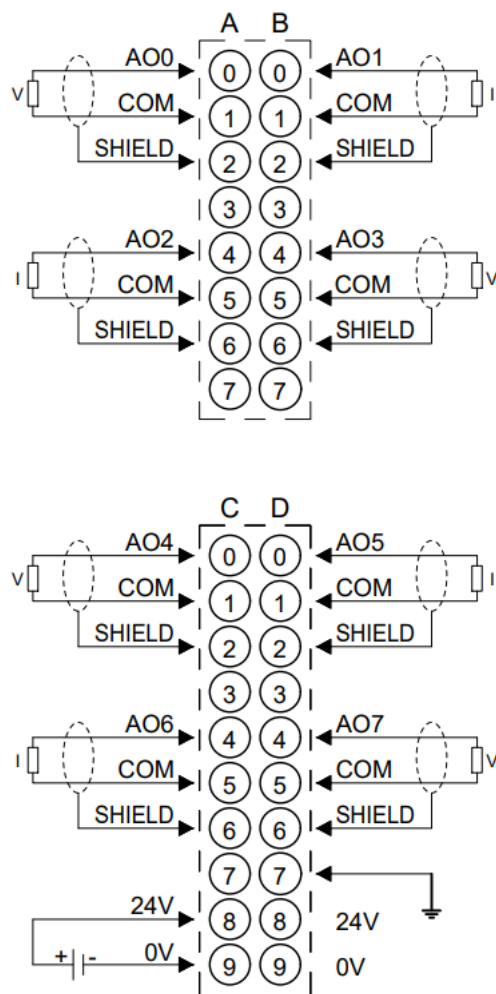 A B
AO0 0 0 AO1
V COM 1 1 COM I
SHIELD 2 2 SHIELD
3 3
AO2 4 4 AO3
I COM 5 5 COM V
SHIELD 6 6 SHIELD
7 7
C D
AO4 0 0 AO5
V COM 1 1 COM I
SHIELD 2 2 SHIELD
3 3
AO6 4 4 AO7
I COM 5 5 COM V
SHIELD 6 6 SHIELD
7 7
24V 8 8 24V
+ - 0V 9 9 0V